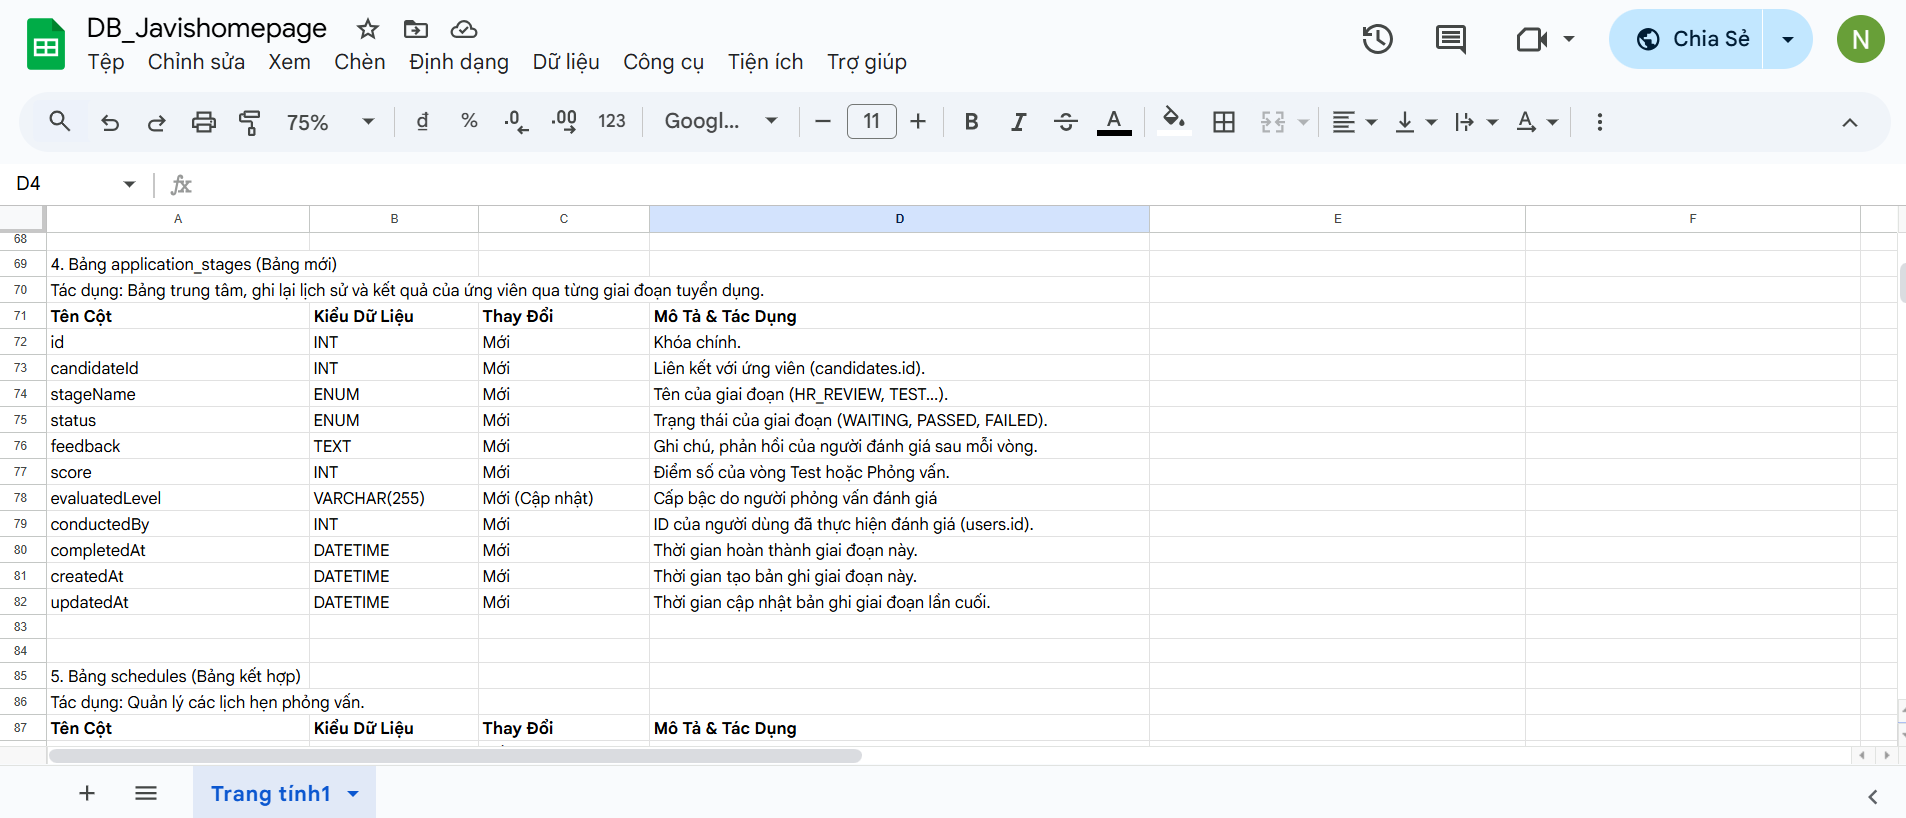 DB_Javishomepage
Tệp Chỉnh sửa Xem Chèn Định dạng Dữ liệu Công cụ Tiện ích Trợ giúp
Chia Sẻ
N
75% đ % .0 .00 123 Googl... 11 B I S A A
D4 fx
A B C D E F
68
69 4. Bảng application_stages (Bảng mới)
70 Tác dụng: Bảng trung tâm, ghi lại lịch sử và kết quả của ứng viên qua từng giai đoạn tuyển dụng.
71 Tên Cột Kiểu Dữ Liệu Thay Đổi Mô Tả & Tác Dụng
72 id INT Mới Khóa chính.
73 candidateId INT Mới Liên kết với ứng viên (candidates.id).
74 stageName ENUM Mới Tên của giai đoạn (HR_REVIEW, TEST...).
75 status ENUM Mới Trạng thái của giai đoạn (WAITING, PASSED, FAILED).
76 feedback TEXT Mới Ghi chú, phản hồi của người đánh giá sau mỗi vòng.
77 score INT Mới Điểm số của vòng Test hoặc Phỏng vấn.
78 evaluatedLevel VARCHAR(255) Mới (Cập nhật) Cấp bậc do người phỏng vấn đánh giá
79 conductedBy INT Mới ID của người dùng đã thực hiện đánh giá (users.id).
80 completedAt DATETIME Mới Thời gian hoàn thành giai đoạn này.
81 createdAt DATETIME Mới Thời gian tạo bản ghi giai đoạn này.
82 updatedAt DATETIME Mới Thời gian cập nhật bản ghi giai đoạn lần cuối.
83
84
85 5. Bảng schedules (Bảng kết hợp)
86 Tác dụng: Quản lý các lịch hẹn phỏng vấn.
87 Tên Cột Kiểu Dữ Liệu Thay Đổi Mô Tả & Tác Dụng
Trang tính1